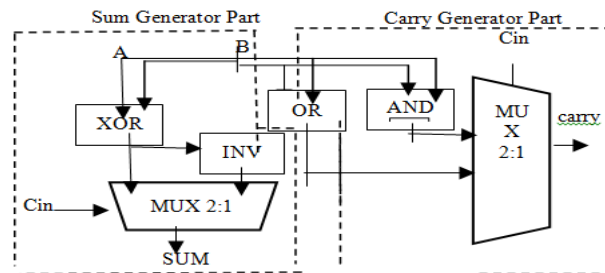 Sum Generator Part
Carry Generator Part
A
B
Cin
XOR
OR
AND
MU
X
2:1
carry
INV
Cin
MUX 2:1
SUM